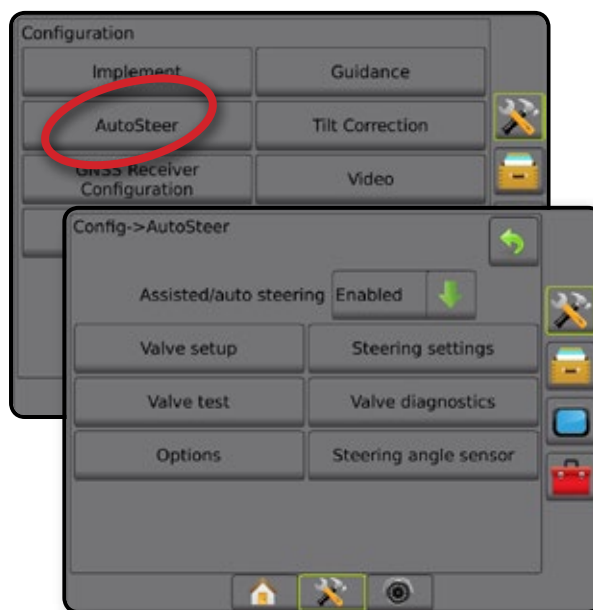 Configuration
Implement Guidance
AutoSteer Tilt Correction
GNSS Receiver
Configuration
Video
Config->AutoSteer
Assisted/auto steering Enabled
Valve setup Steering settings
Valve test Valve diagnostics
Options Steering angle sensor